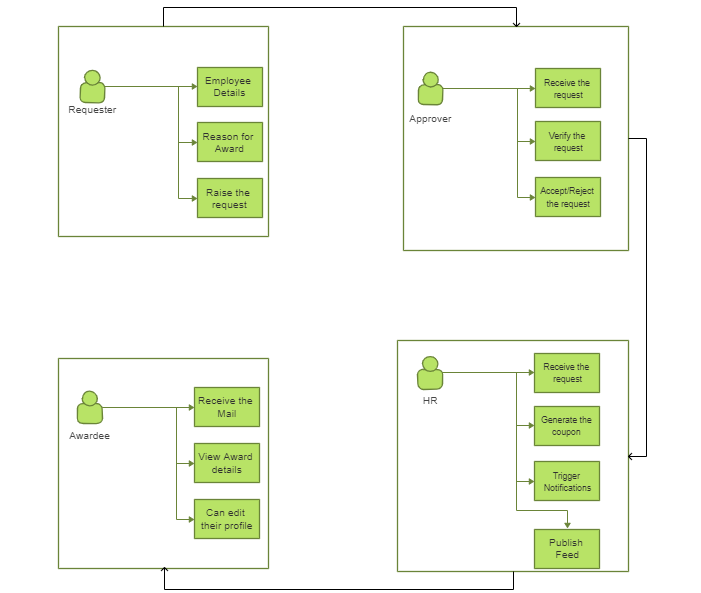 Requester
Employee
Details
Reason for
Award
Raise the
request
Approver
Receive the
request
Verify the
request
Accept/Reject
the request
Awardee
Receive the
Mail
View Award
details
Can edit
their profile
HR
Receive the
request
Generate the
coupon
Trigger
Notifications
Publish
Feed